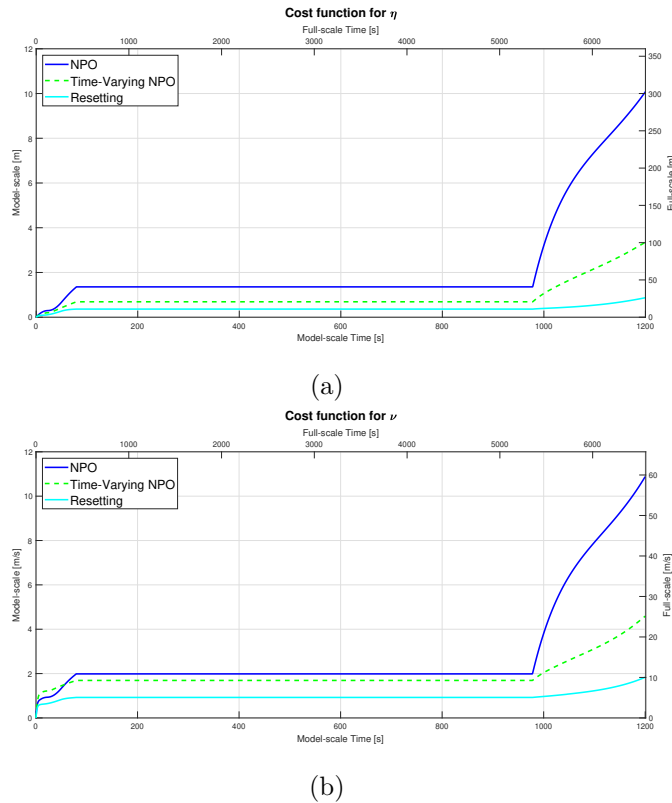 Cost function for η
Full-scale Time [s]
0 1000 2000 3000 4000 5000 6000
NPO
Time-Varying NPO
Resetting
Model-scale [m]
12
10
8
6
4
2
0
Full-scale [m]
350
300
250
200
150
100
50
0
0 200 400 600 800 1000 1200
Model-scale Time [s]
(a)
Cost function for ν
Full-scale Time [s]
0 1000 2000 3000 4000 5000 6000
NPO
Time-Varying NPO
Resetting
Model-scale [m/s]
12
10
8
6
4
2
0
Full-scale [m/s]
60
50
40
30
20
10
0
0 200 400 600 800 1000 1200
Model-scale Time [s]
(b)